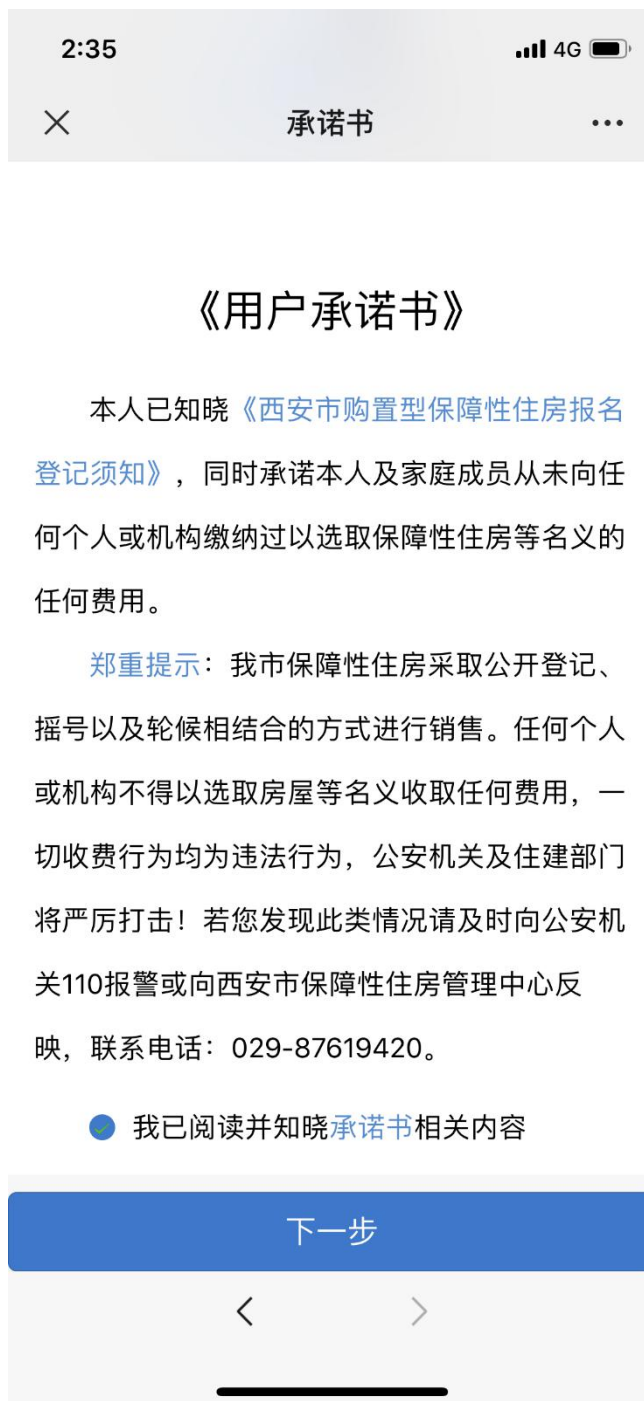 2:35
4G
承诺书
《用户承诺书》
本人已知晓《西安市购置型保障性住房报名
登记须知》，同时承诺本人及家庭成员从未向任
何个人或机构缴纳过以选取保障性住房等名义的
任何费用。
郑重提示：我市保障性住房采取公开登记、
摇号以及轮候相结合的方式进行销售。任何个人
或机构不得以选取房屋等名义收取任何费用，一
切收费行为均为违法行为，公安机关及住建部门
将严厉打击！若您发现此类情况请及时向公安机
关110报警或向西安市保障性住房管理中心反
映，联系电话：029-87619420。
我已阅读并知晓承诺书相关内容
下一步